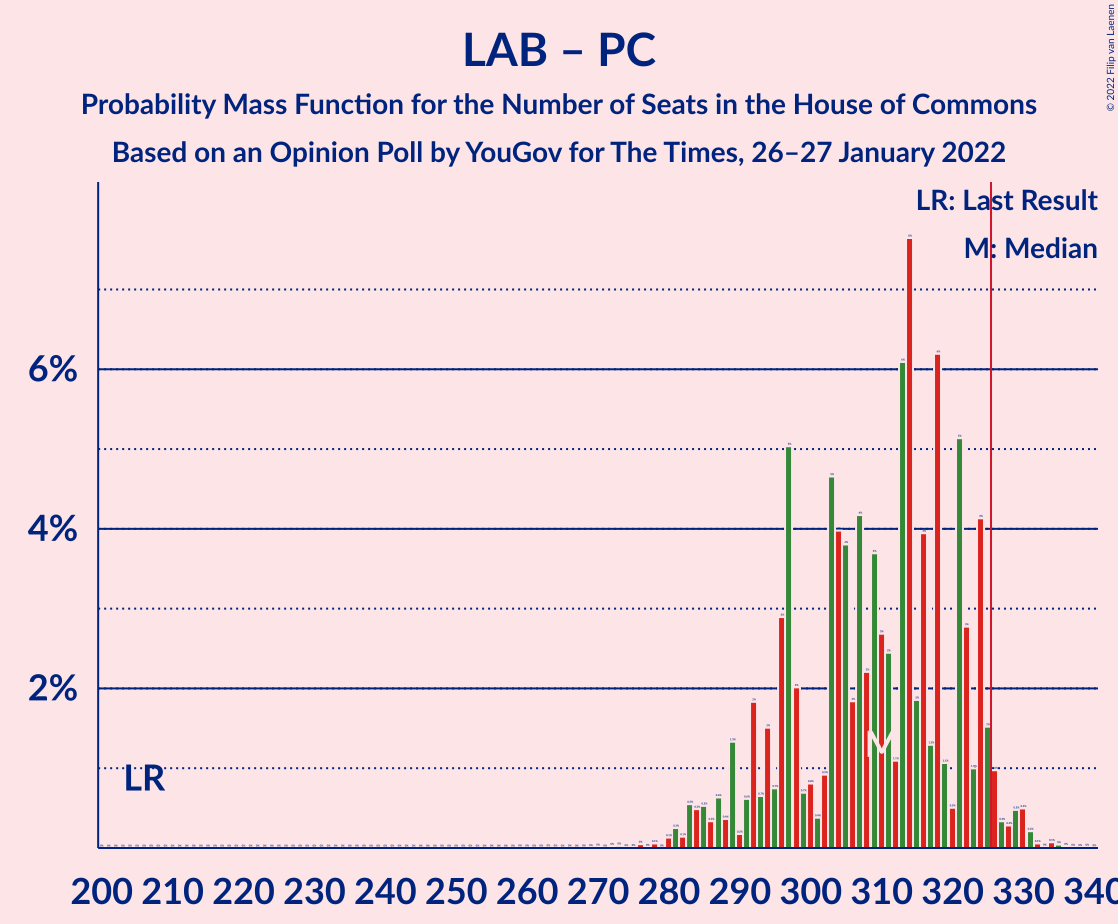 LAB – PC
Probability Mass Function for the Number of Seats in the House of Commons
Based on an Opinion Poll by YouGov for The Times, 26–27 January 2022
© 2022 Filip van Laenen
LR: Last Result
M: Median
6%
4%
2%
LR
M
200 210 220 230 240 250 260 270 280 290 300 310 320 330 340